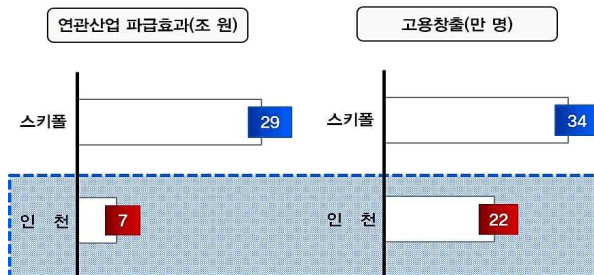 연관산업 파급효과(조 원)
고용창출(만 명)
스키폴
29
스키폴
34
인 천
7
인 천
22